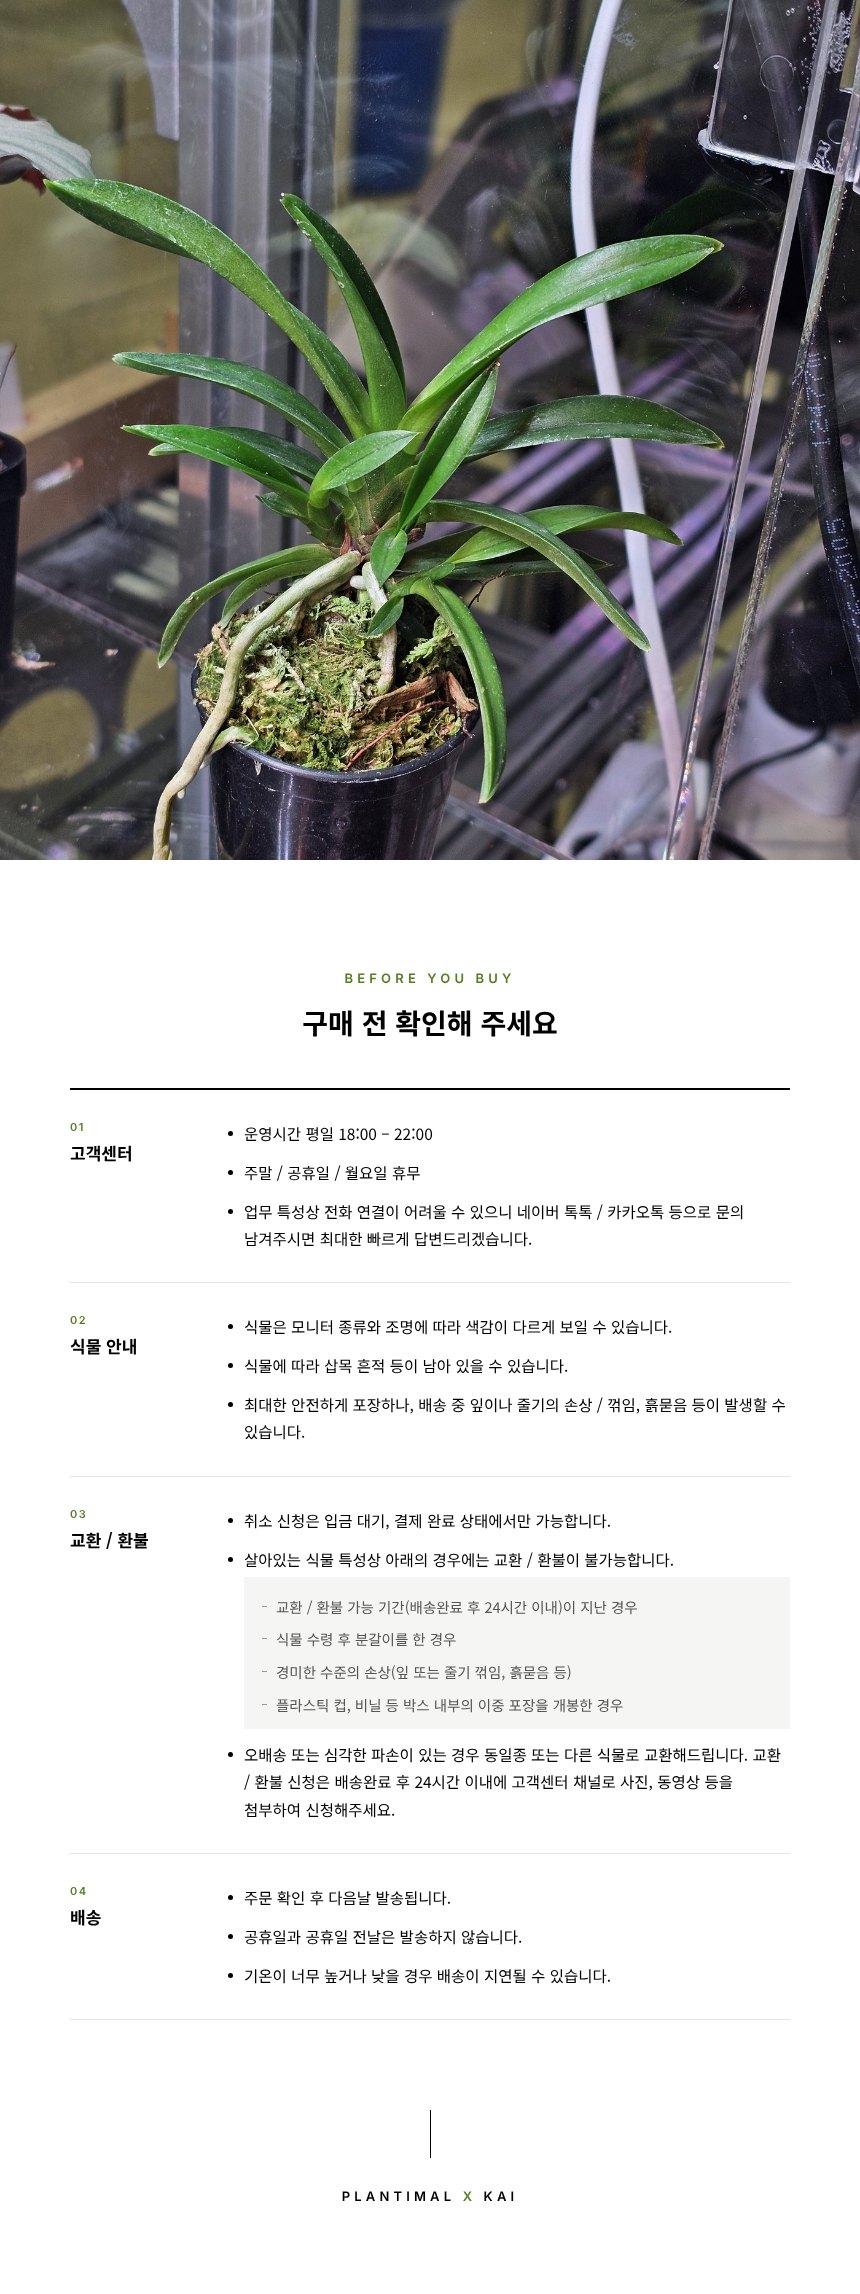 BEFORE YOU BUY
구매 전 확인해 주세요
01
고객센터
운영시간 평일 18:00 – 22:00
주말 / 공휴일 / 월요일 휴무
업무 특성상 전화 연결이 어려울 수 있으니 네이버 톡톡 / 카카오톡 등으로 문의
남겨주시면 최대한 빠르게 답변드리겠습니다.
02
식물 안내
식물은 모니터 종류와 조명에 따라 색감이 다르게 보일 수 있습니다.
식물에 따라 삽목 흔적 등이 남아 있을 수 있습니다.
최대한 안전하게 포장하나, 배송 중 잎이나 줄기의 손상 / 꺾임, 흙묻음 등이 발생할 수
있습니다.
03
교환 / 환불
취소 신청은 입금 대기, 결제 완료 상태에서만 가능합니다.
살아있는 식물 특성상 아래의 경우에는 교환 / 환불이 불가능합니다.
– 교환 / 환불 가능 기간(배송완료 후 24시간 이내)이 지난 경우
– 식물 수령 후 분갈이를 한 경우
– 경미한 수준의 손상(잎 또는 줄기 꺾임, 흙묻음 등)
– 플라스틱 컵, 비닐 등 박스 내부의 이중 포장을 개봉한 경우
오배송 또는 심각한 파손이 있는 경우 동일종 또는 다른 식물로 교환해드립니다. 교환
/ 환불 신청은 배송완료 후 24시간 이내에 고객센터 채널로 사진, 동영상 등을
첨부하여 신청해주세요.
04
배송
주문 확인 후 다음날 발송됩니다.
공휴일과 공휴일 전날은 발송하지 않습니다.
기온이 너무 높거나 낮을 경우 배송이 지연될 수 있습니다.
PLANTIMAL X KAI